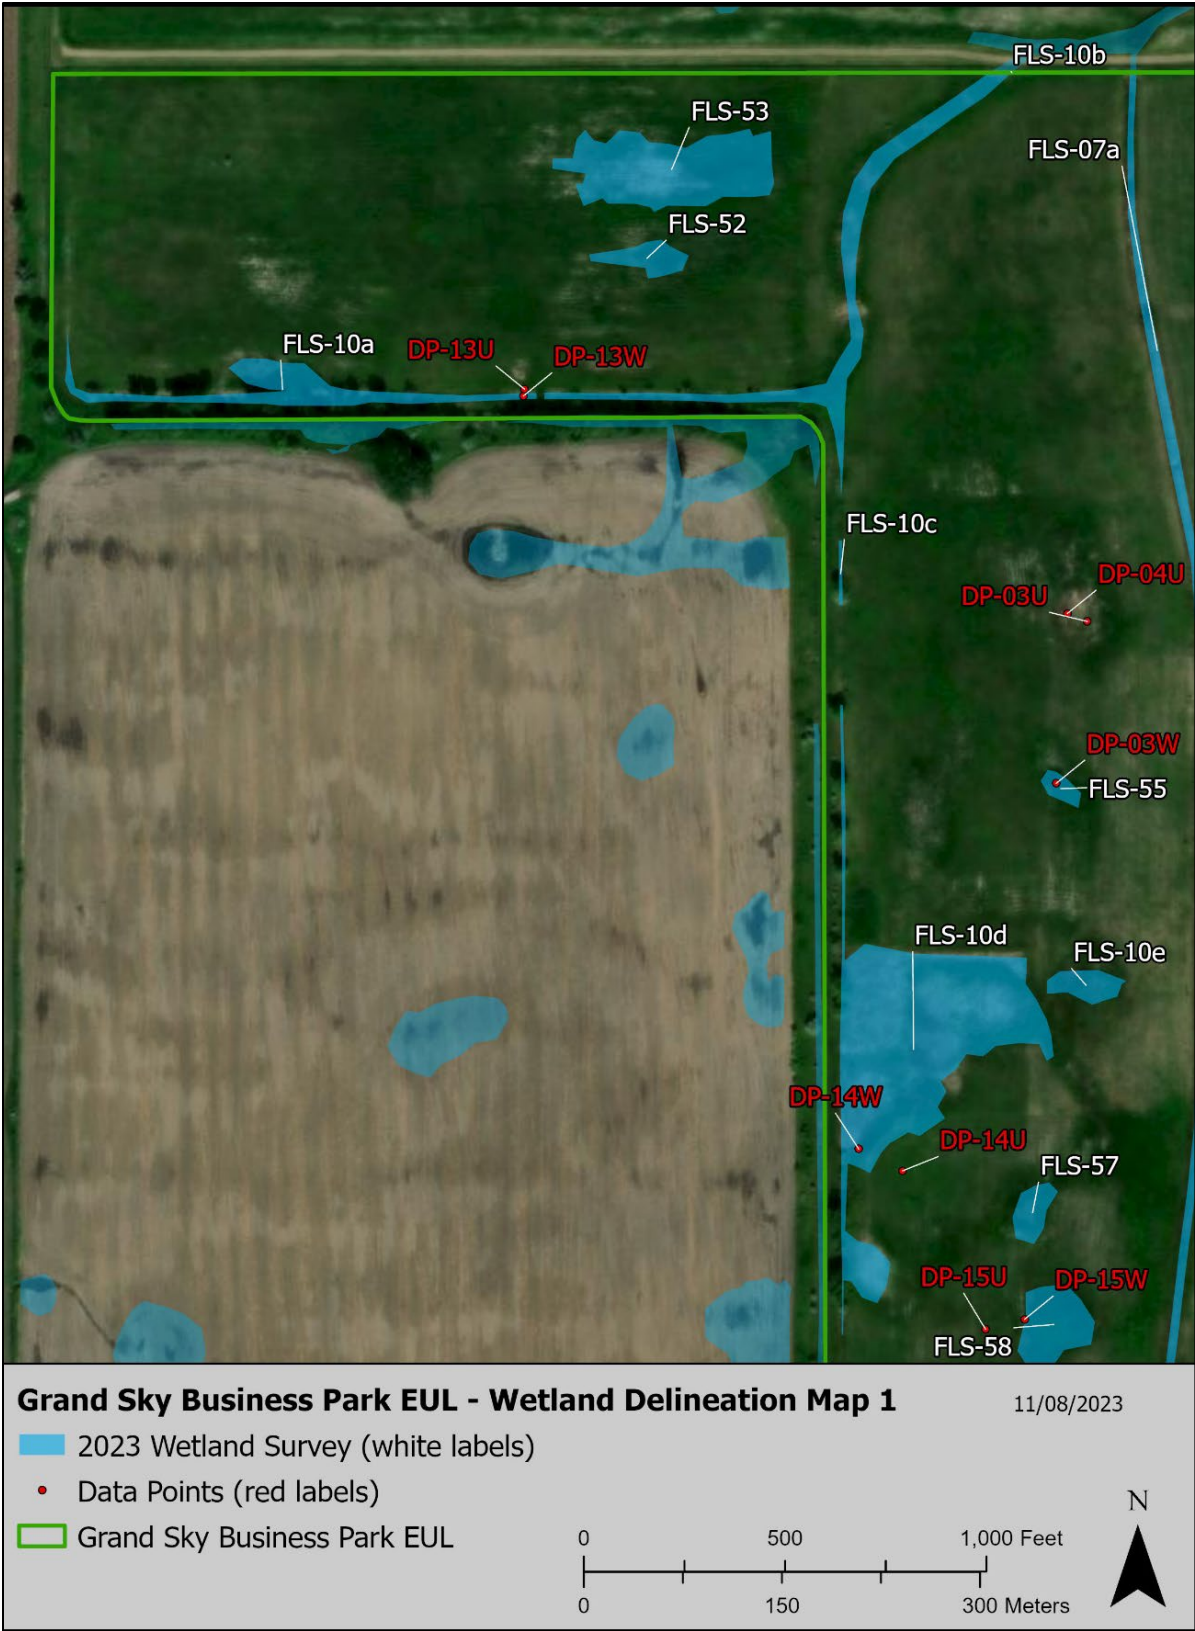 FLS-10b
FLS-53
FLS-07a
FLS-52
FLS-10a
DP-13U
DP-13W
FLS-10c
DP-04U
DP-03U
DP-03W
FLS-55
FLS-10d
FLS-10e
DP-14W
DP-14U
FLS-57
DP-15U
DP-15W
FLS-58
Grand Sky Business Park EUL - Wetland Delineation Map 1
11/08/2023
2023 Wetland Survey (white labels)
Data Points (red labels)
Grand Sky Business Park EUL
N
0 500 1,000 Feet
0 150 300 Meters